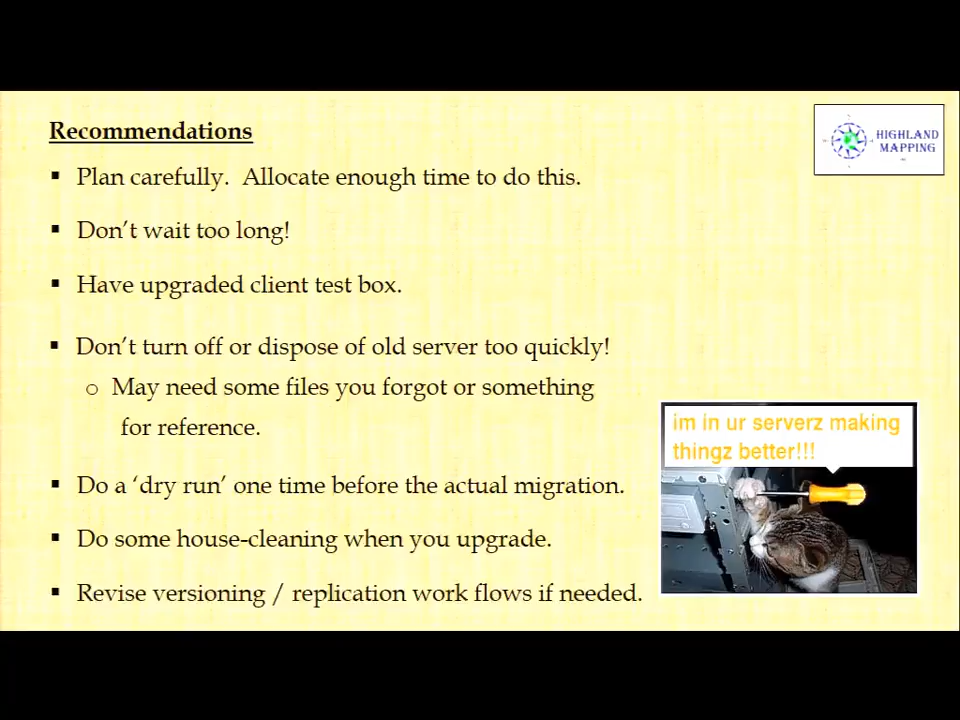 Recommendations
HIGHLAND
MAPPING
▪ Plan carefully.  Allocate enough time to do this.
▪ Don’t wait too long!
▪ Have upgraded client test box.
▪ Don’t turn off or dispose of old server too quickly!
o May need some files you forgot or something
for reference.
im in ur serverz making
thingz better!!!
▪ Do a ‘dry run’ one time before the actual migration.
▪ Do some house-cleaning when you upgrade.
▪ Revise versioning / replication work flows if needed.